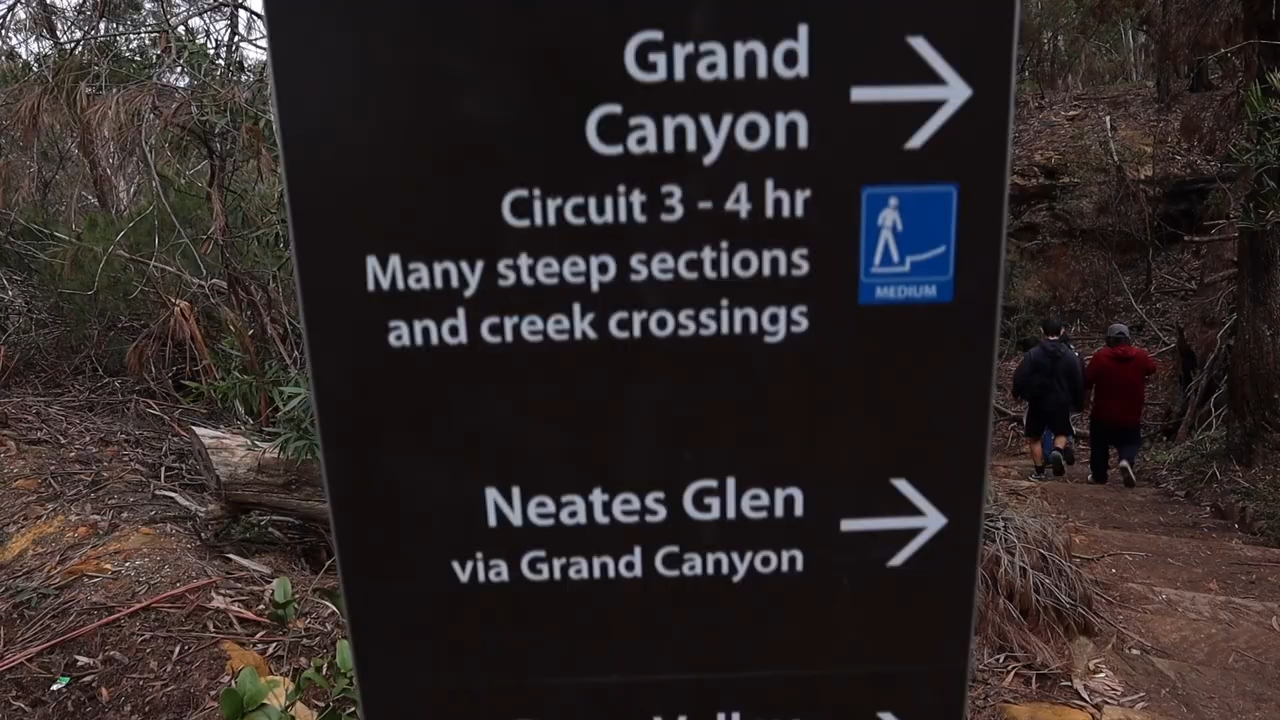 Grand
Canyon
Circuit 3 - 4 hr
Many steep sections
and creek crossings
MEDIUM
Neates Glen
via Grand Canyon